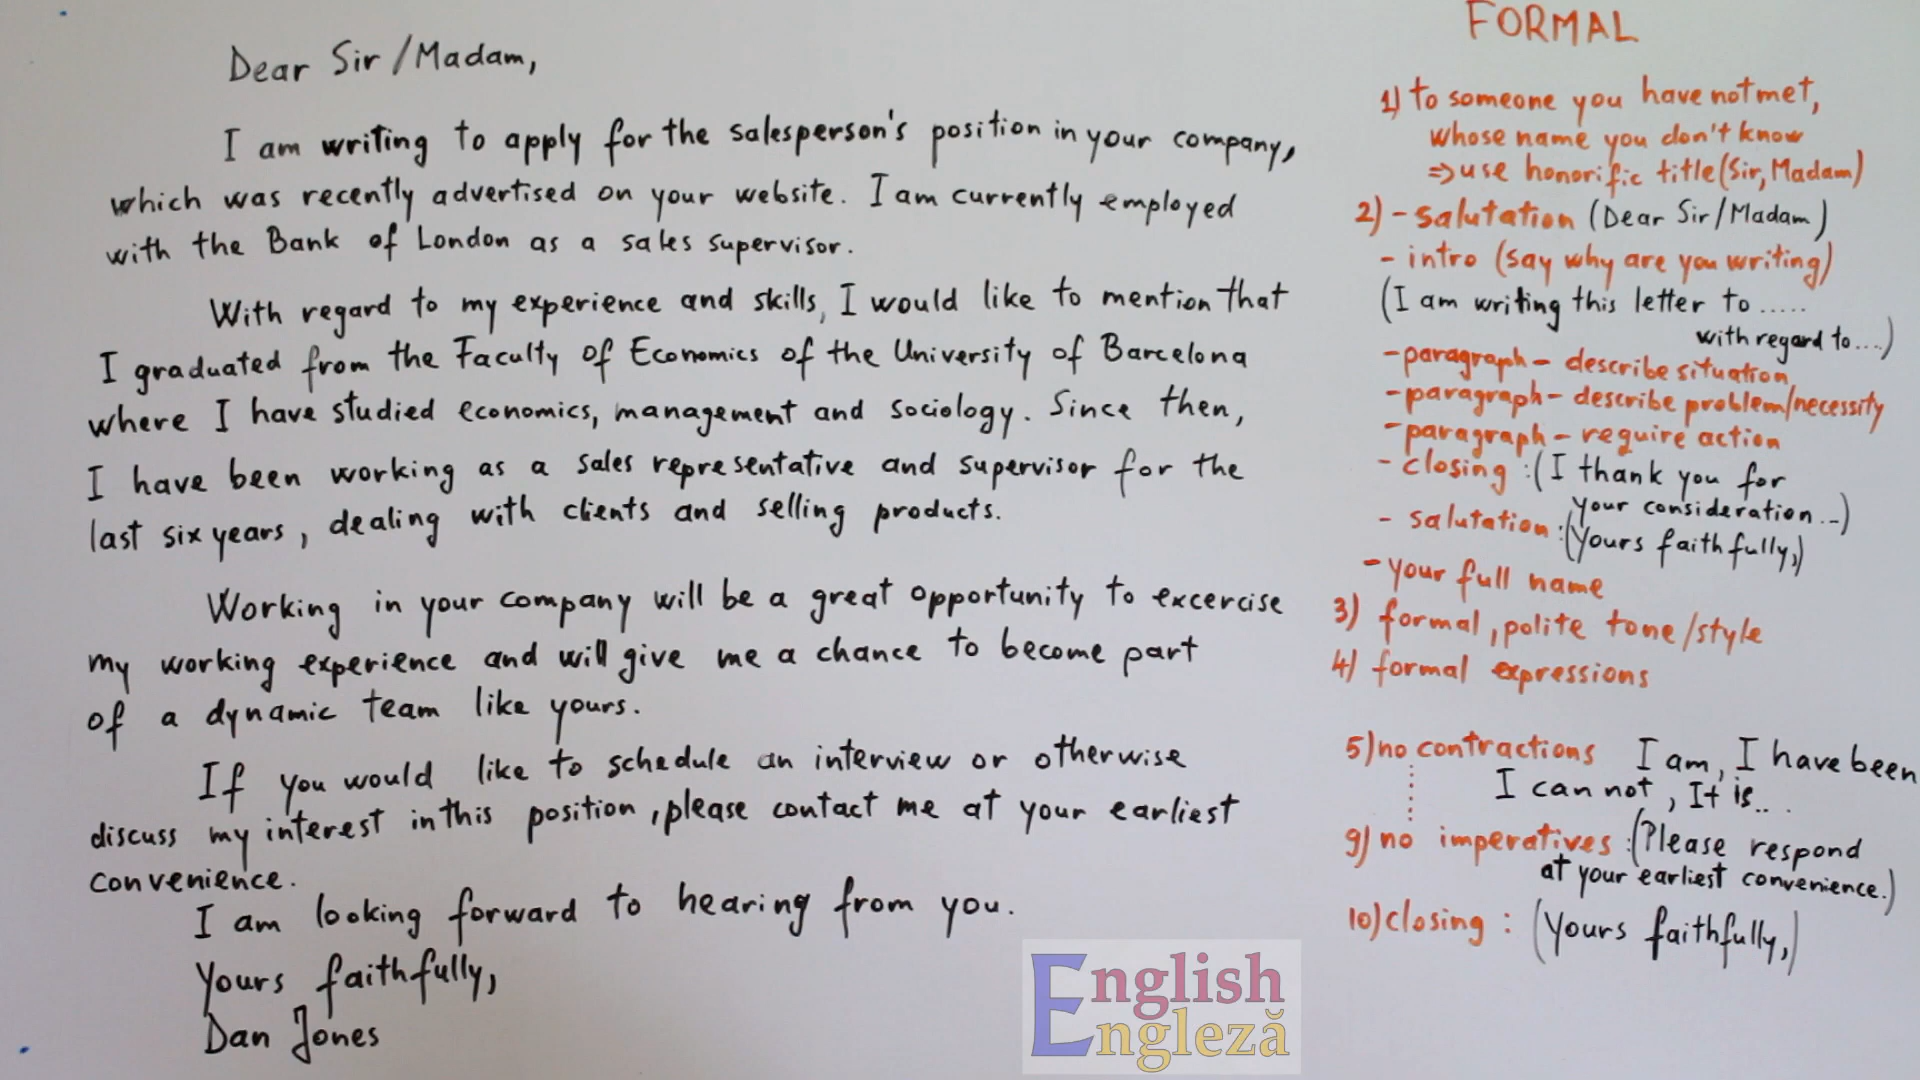 Dear Sir/Madam,
I am writing to apply for the salesperson's position in your company,
which was recently advertised on your website. I am currently employed
with the Bank of London as a sales supervisor.
With regard to my experience and skills, I would like to mention that
I graduated from the Faculty of Economics of the University of Barcelona
where I have studied economics, management and sociology. Since then,
I have been working as a sales representative and supervisor for the
last six years, dealing with clients and selling products.
Working in your company will be a great opportunity to excercise
my working experience and will give me a chance to become part
of a dynamic team like yours.
If you would like to schedule an interview or otherwise
discuss my interest in this position, please contact me at your earliest
convenience.
I am looking forward to hearing from you.
Yours faithfully,
Dan Jones
FORMAL
1) to someone you have not met,
whose name you don't know
⇒ use honorific title (Sir, Madam)
2) - salutation (Dear Sir/Madam)
- intro (say why are you writing)
(I am writing this letter to .....
with regard to....)
- paragraph - describe situation
- paragraph - describe problem/necessity
- paragraph - require action
- closing : (I thank you for
your consideration...)
- salutation : (Yours faithfully,)
- your full name
3) formal, polite tone/style
4) formal expressions
5) no contractions I am, I have been
I can not, It is...
9) no imperatives : (Please respond
at your earliest convenience.)
10) closing : (Yours faithfully,)
English
Engleză